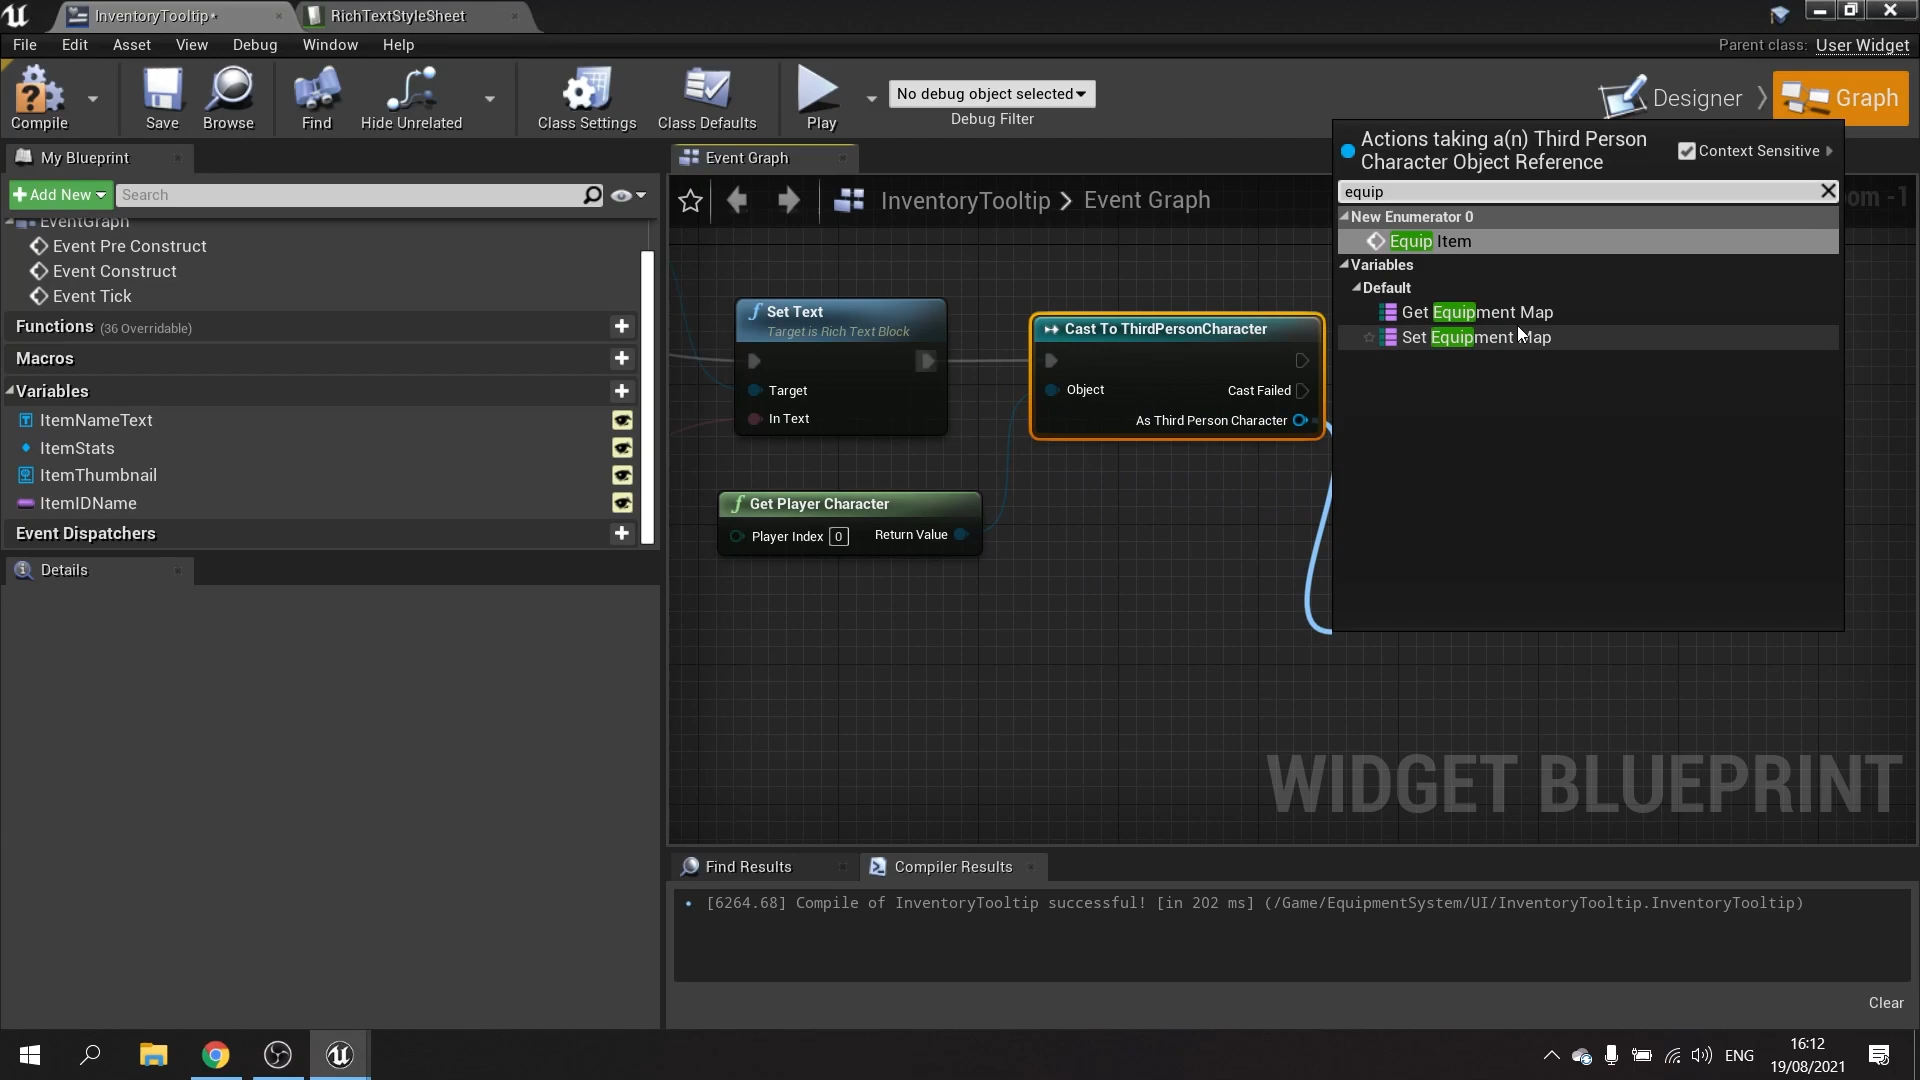 InventoryTooltip*
RichTextStyleSheet
File Edit Asset View Debug Window Help
Parent class: User Widget
Compile
Save
Browse
Find
Hide Unrelated
Class Settings
Class Defaults
Play
No debug object selected
Debug Filter
Designer
Graph
My Blueprint
Add New
Search
EventGraph
Event Pre Construct
Event Construct
Event Tick
Functions (36 Overridable)
Macros
Variables
ItemNameText
ItemStats
ItemThumbnail
ItemIDName
Event Dispatchers
Details
Event Graph
InventoryTooltip > Event Graph
oom -1
Set Text
Target is Rich Text Block
Target
In Text
Cast To ThirdPersonCharacter
Object
Cast Failed
As Third Person Character
Get Player Character
Player Index 0
Return Value
Actions taking a(n) Third Person
Character Object Reference
Context Sensitive
equip
New Enumerator 0
Equip Item
Variables
Default
Get Equipment Map
Set Equipment Map
WIDGET BLUEPRINT
Find Results
Compiler Results
[6264.68] Compile of InventoryTooltip successful! [in 202 ms] (/Game/EquipmentSystem/UI/InventoryTooltip.InventoryTooltip)
Clear
ENG
16:12
19/08/2021